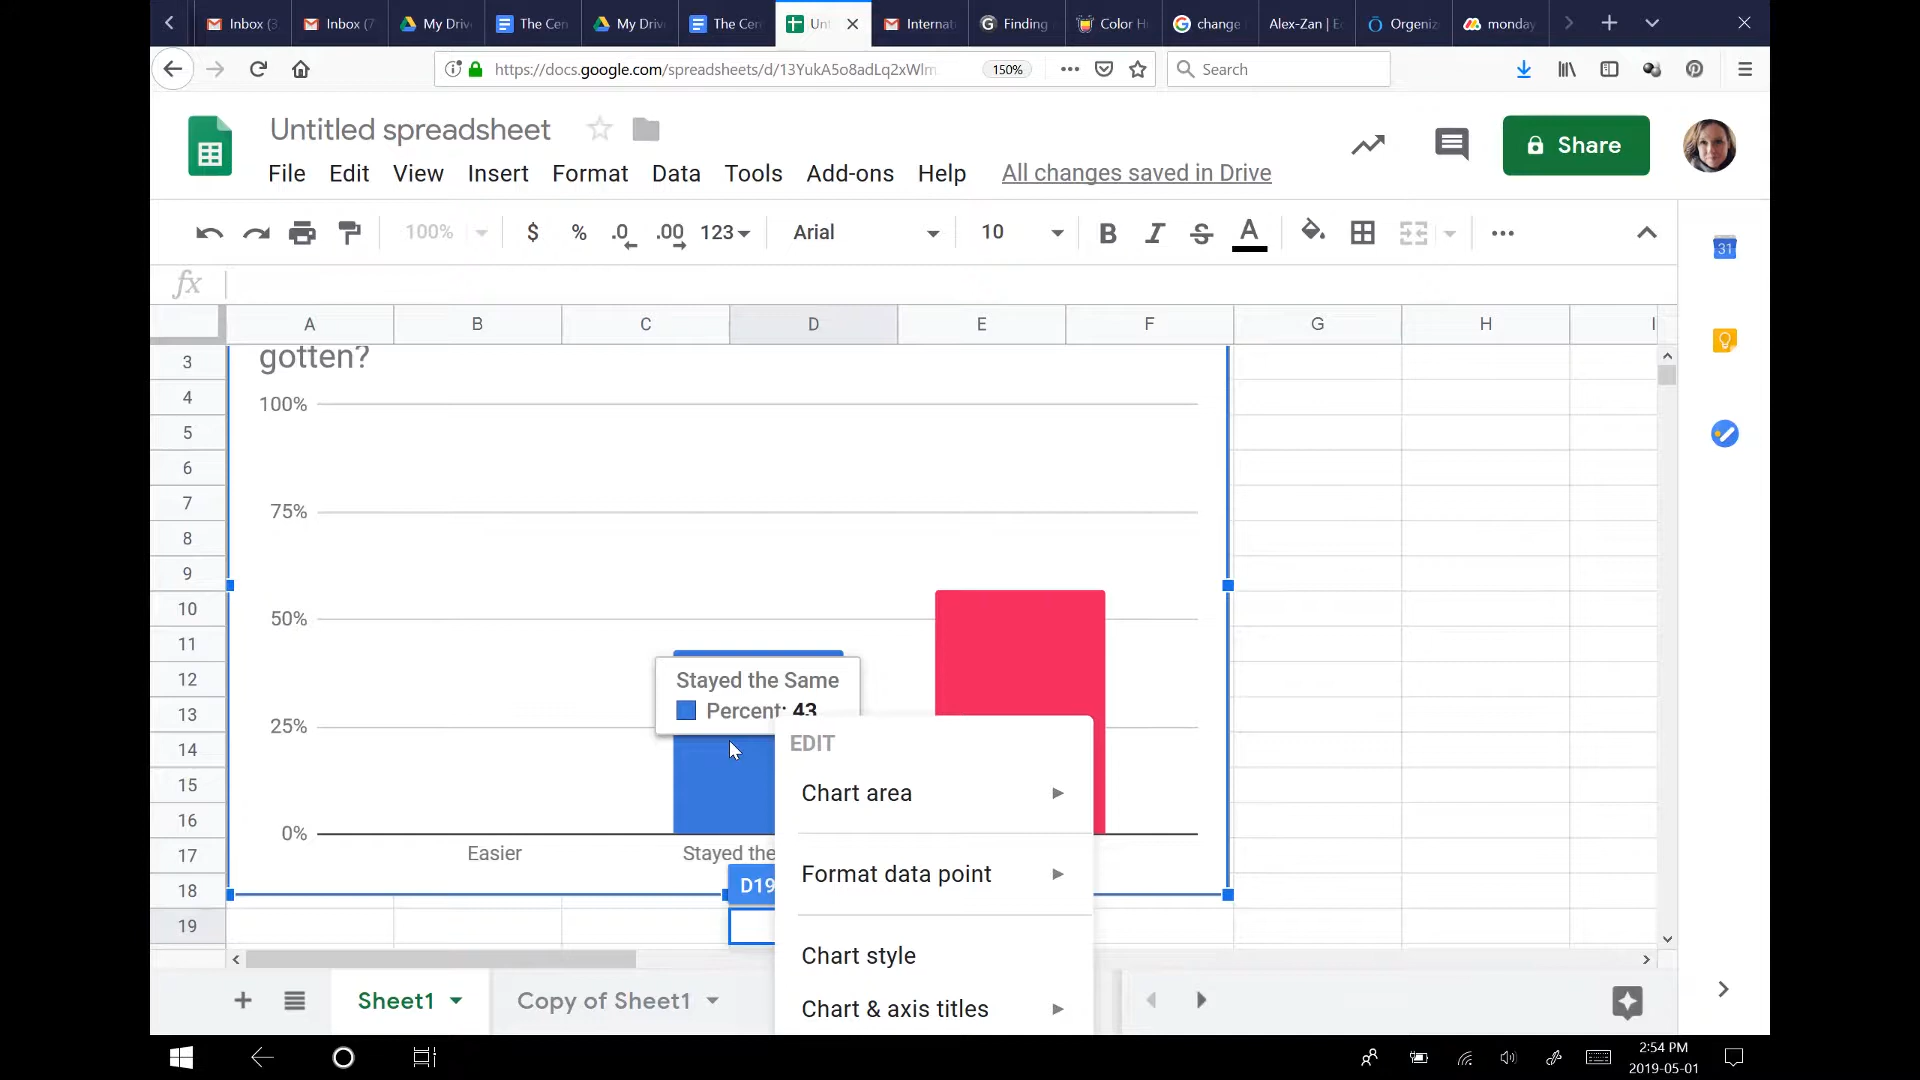 Inbox (3
Inbox (7
My Driv
The Cen
My Driv
The Cen
Unt
Internat
Finding
Color H
change
Alex-Zan | E
Orgeniz
monday
https://docs.google.com/spreadsheets/d/13YukA5o8adLq2xWlm
150%
Search
Untitled spreadsheet
Share
File Edit View Insert Format Data Tools Add-ons Help All changes saved in Drive
100% $ % .0 .00 123 Arial 10 B I S A
31
fx
A B C D E F G H I
3
gotten?
4
100%
5
6
7
75%
8
9
10
50%
11
12
Stayed the Same
13
Percent: 43
14
25%
EDIT
15
Chart area
16
0%
17
Easier
Stayed the
Format data point
18
D19
19
Chart style
Sheet1
Copy of Sheet1
Chart & axis titles
2:54 PM
2019-05-01